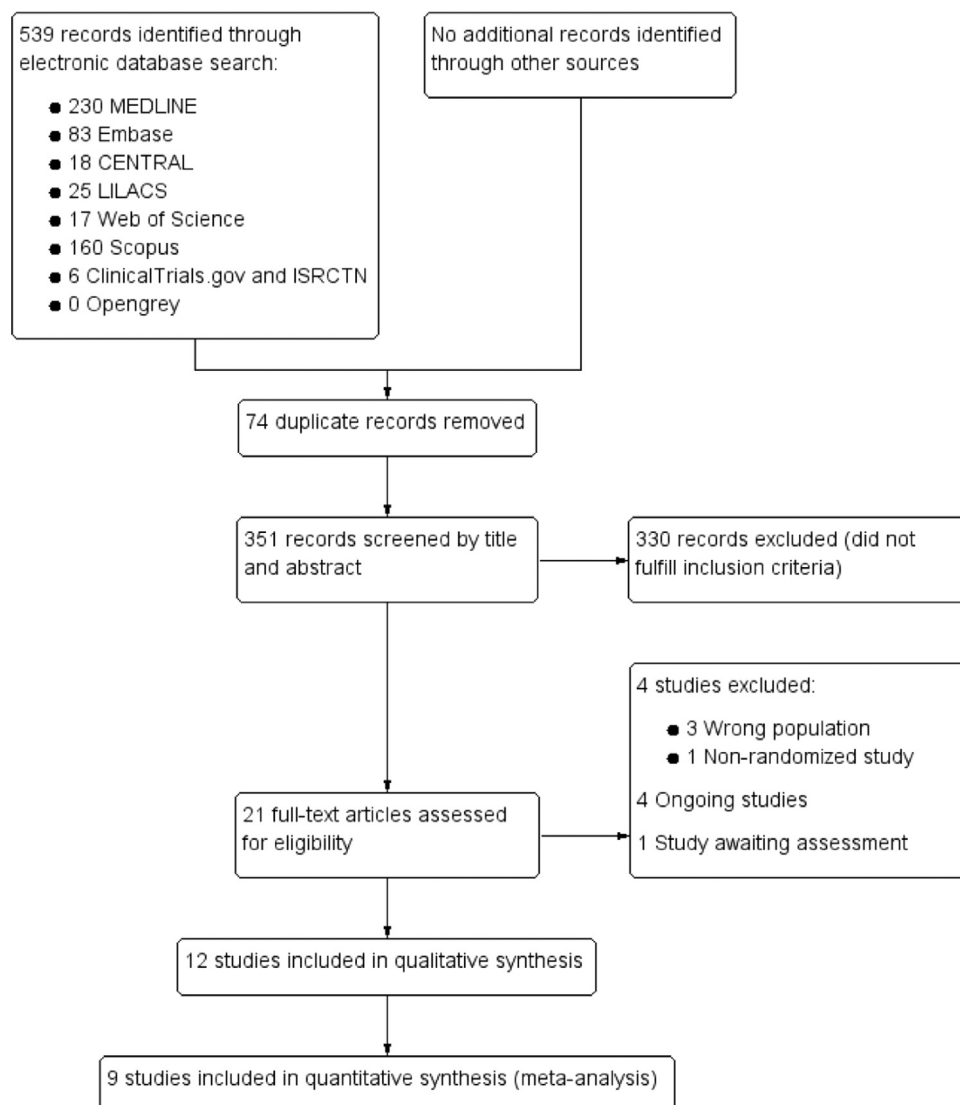 539 records identified through
electronic database search:
● 230 MEDLINE
● 83 Embase
● 18 CENTRAL
● 25 LILACS
● 17 Web of Science
● 160 Scopus
● 6 ClinicalTrials.gov and ISRCTN
● 0 Opengrey
No additional records identified
through other sources
74 duplicate records removed
351 records screened by title
and abstract
330 records excluded (did not
fulfill inclusion criteria)
21 full-text articles assessed
for eligibility
4 studies excluded:
● 3 Wrong population
● 1 Non-randomized study
4 Ongoing studies
1 Study awaiting assessment
12 studies included in qualitative synthesis
9 studies included in quantitative synthesis (meta-analysis)